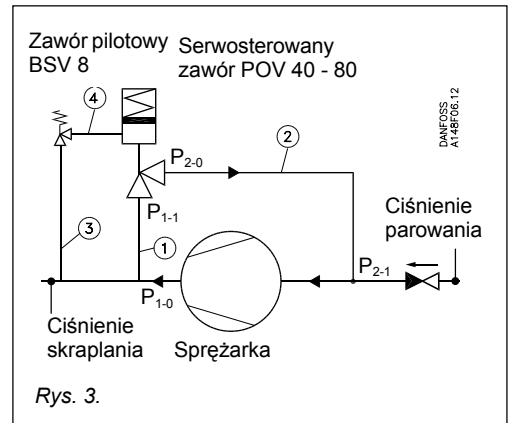 Zawór pilotowy
BSV 8
Serwosterowany
zawór POV 40 - 80
4
DANFOSS
A148F06.12
P2-0
2
P1-1
Ciśnienie
parowania
3
1
P2-1
P1-0
Ciśnienie
skraplania
Sprężarka
Rys. 3.